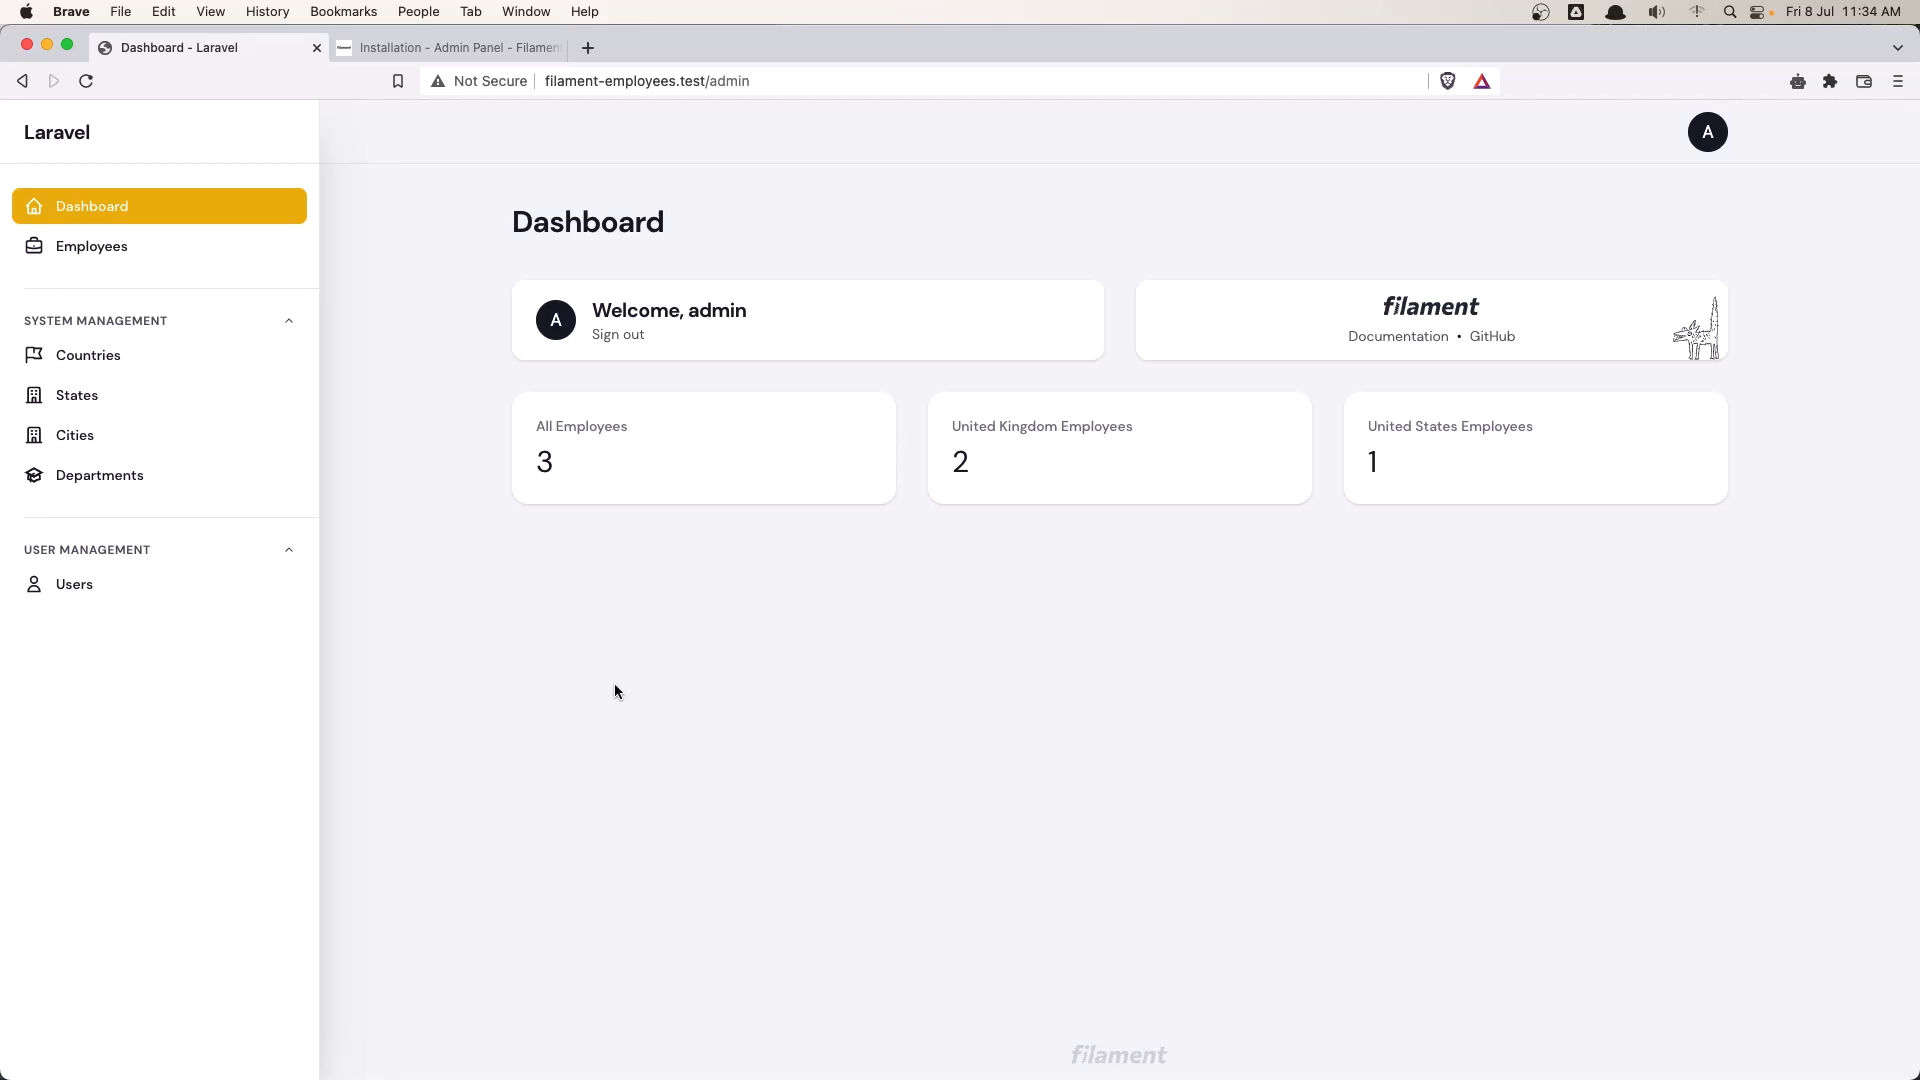 Brave File Edit View History Bookmarks People Tab Window Help Fri 8 Jul 11:34 AM
Dashboard - Laravel Installation - Admin Panel - Filamen
Not Secure filament-employees.test/admin
Laravel
A
Dashboard
Employees
SYSTEM MANAGEMENT
Countries
States
Cities
Departments
USER MANAGEMENT
Users
Dashboard
A
Welcome, admin
Sign out
filament
Documentation • GitHub
All Employees
3
United Kingdom Employees
2
United States Employees
1
filament